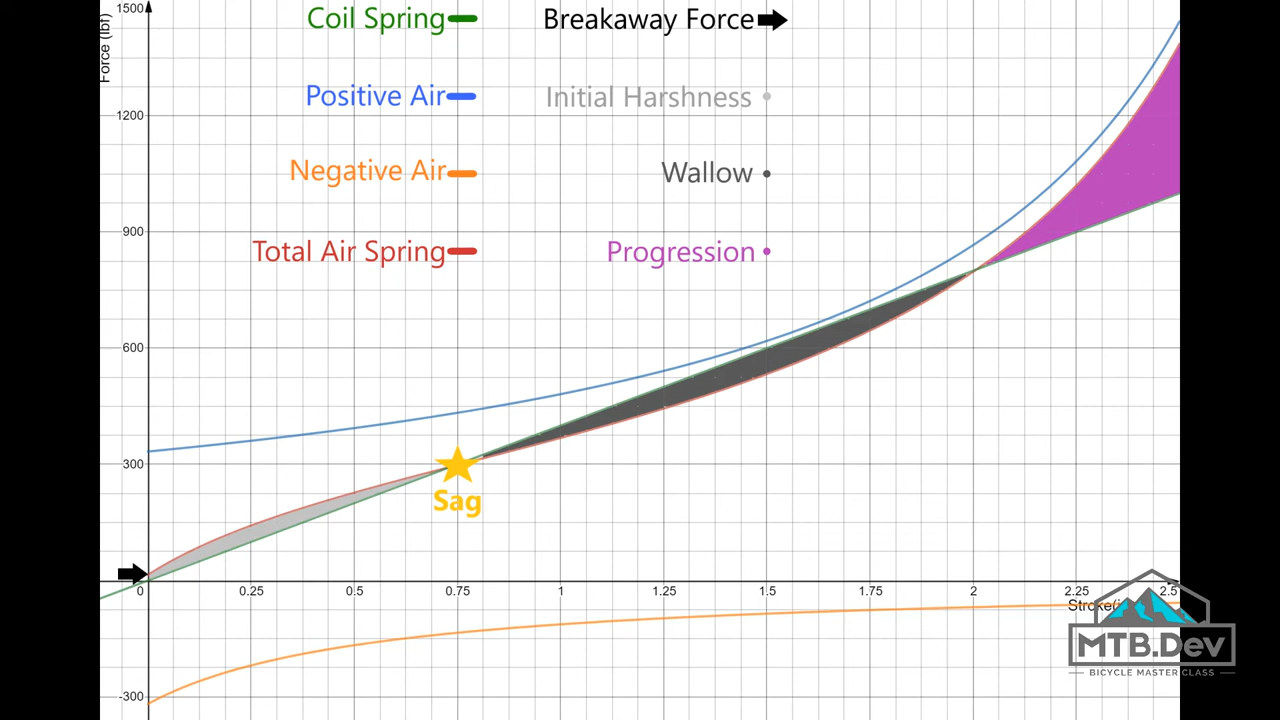 1500
Force (lbf)
Coil Spring
Breakaway Force
Positive Air
Initial Harshness
1200
Negative Air
Wallow
Total Air Spring
Progression
900
600
300
Sag
0 0.25 0.5 0.75 1 1.25 1.5 1.75 2 2.25 2.5
-300
MTB.Dev
BICYCLE MASTER CLASS